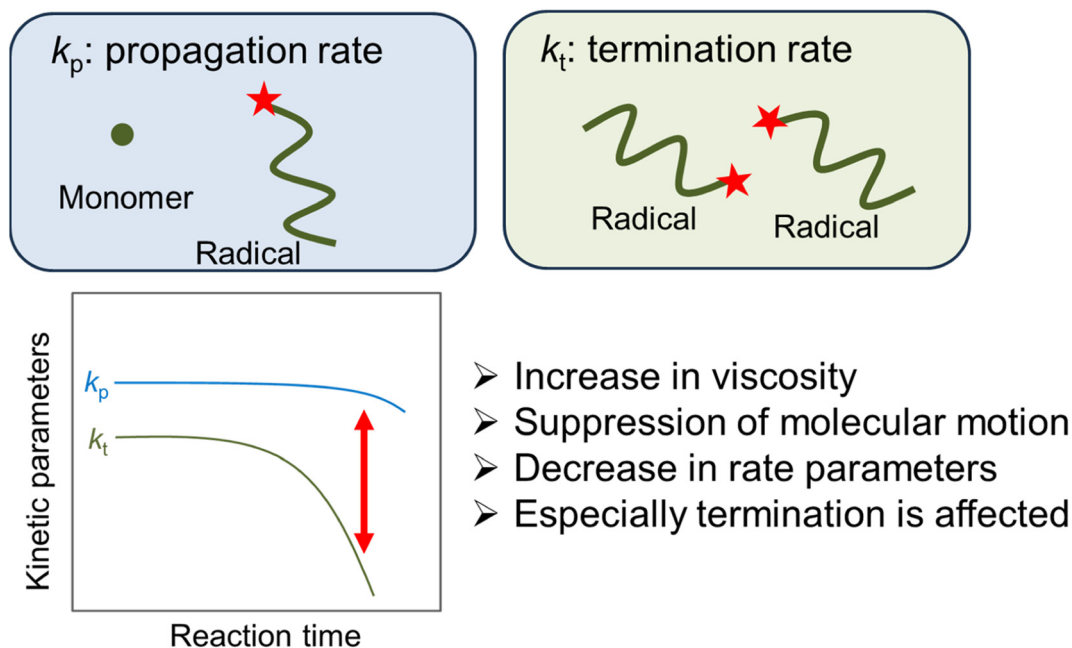 kp: propagation rate
Monomer
Radical
kt: termination rate
Radical
Radical
Kinetic parameters
kp
kt
Reaction time
➢ Increase in viscosity
➢ Suppression of molecular motion
➢ Decrease in rate parameters
➢ Especially termination is affected